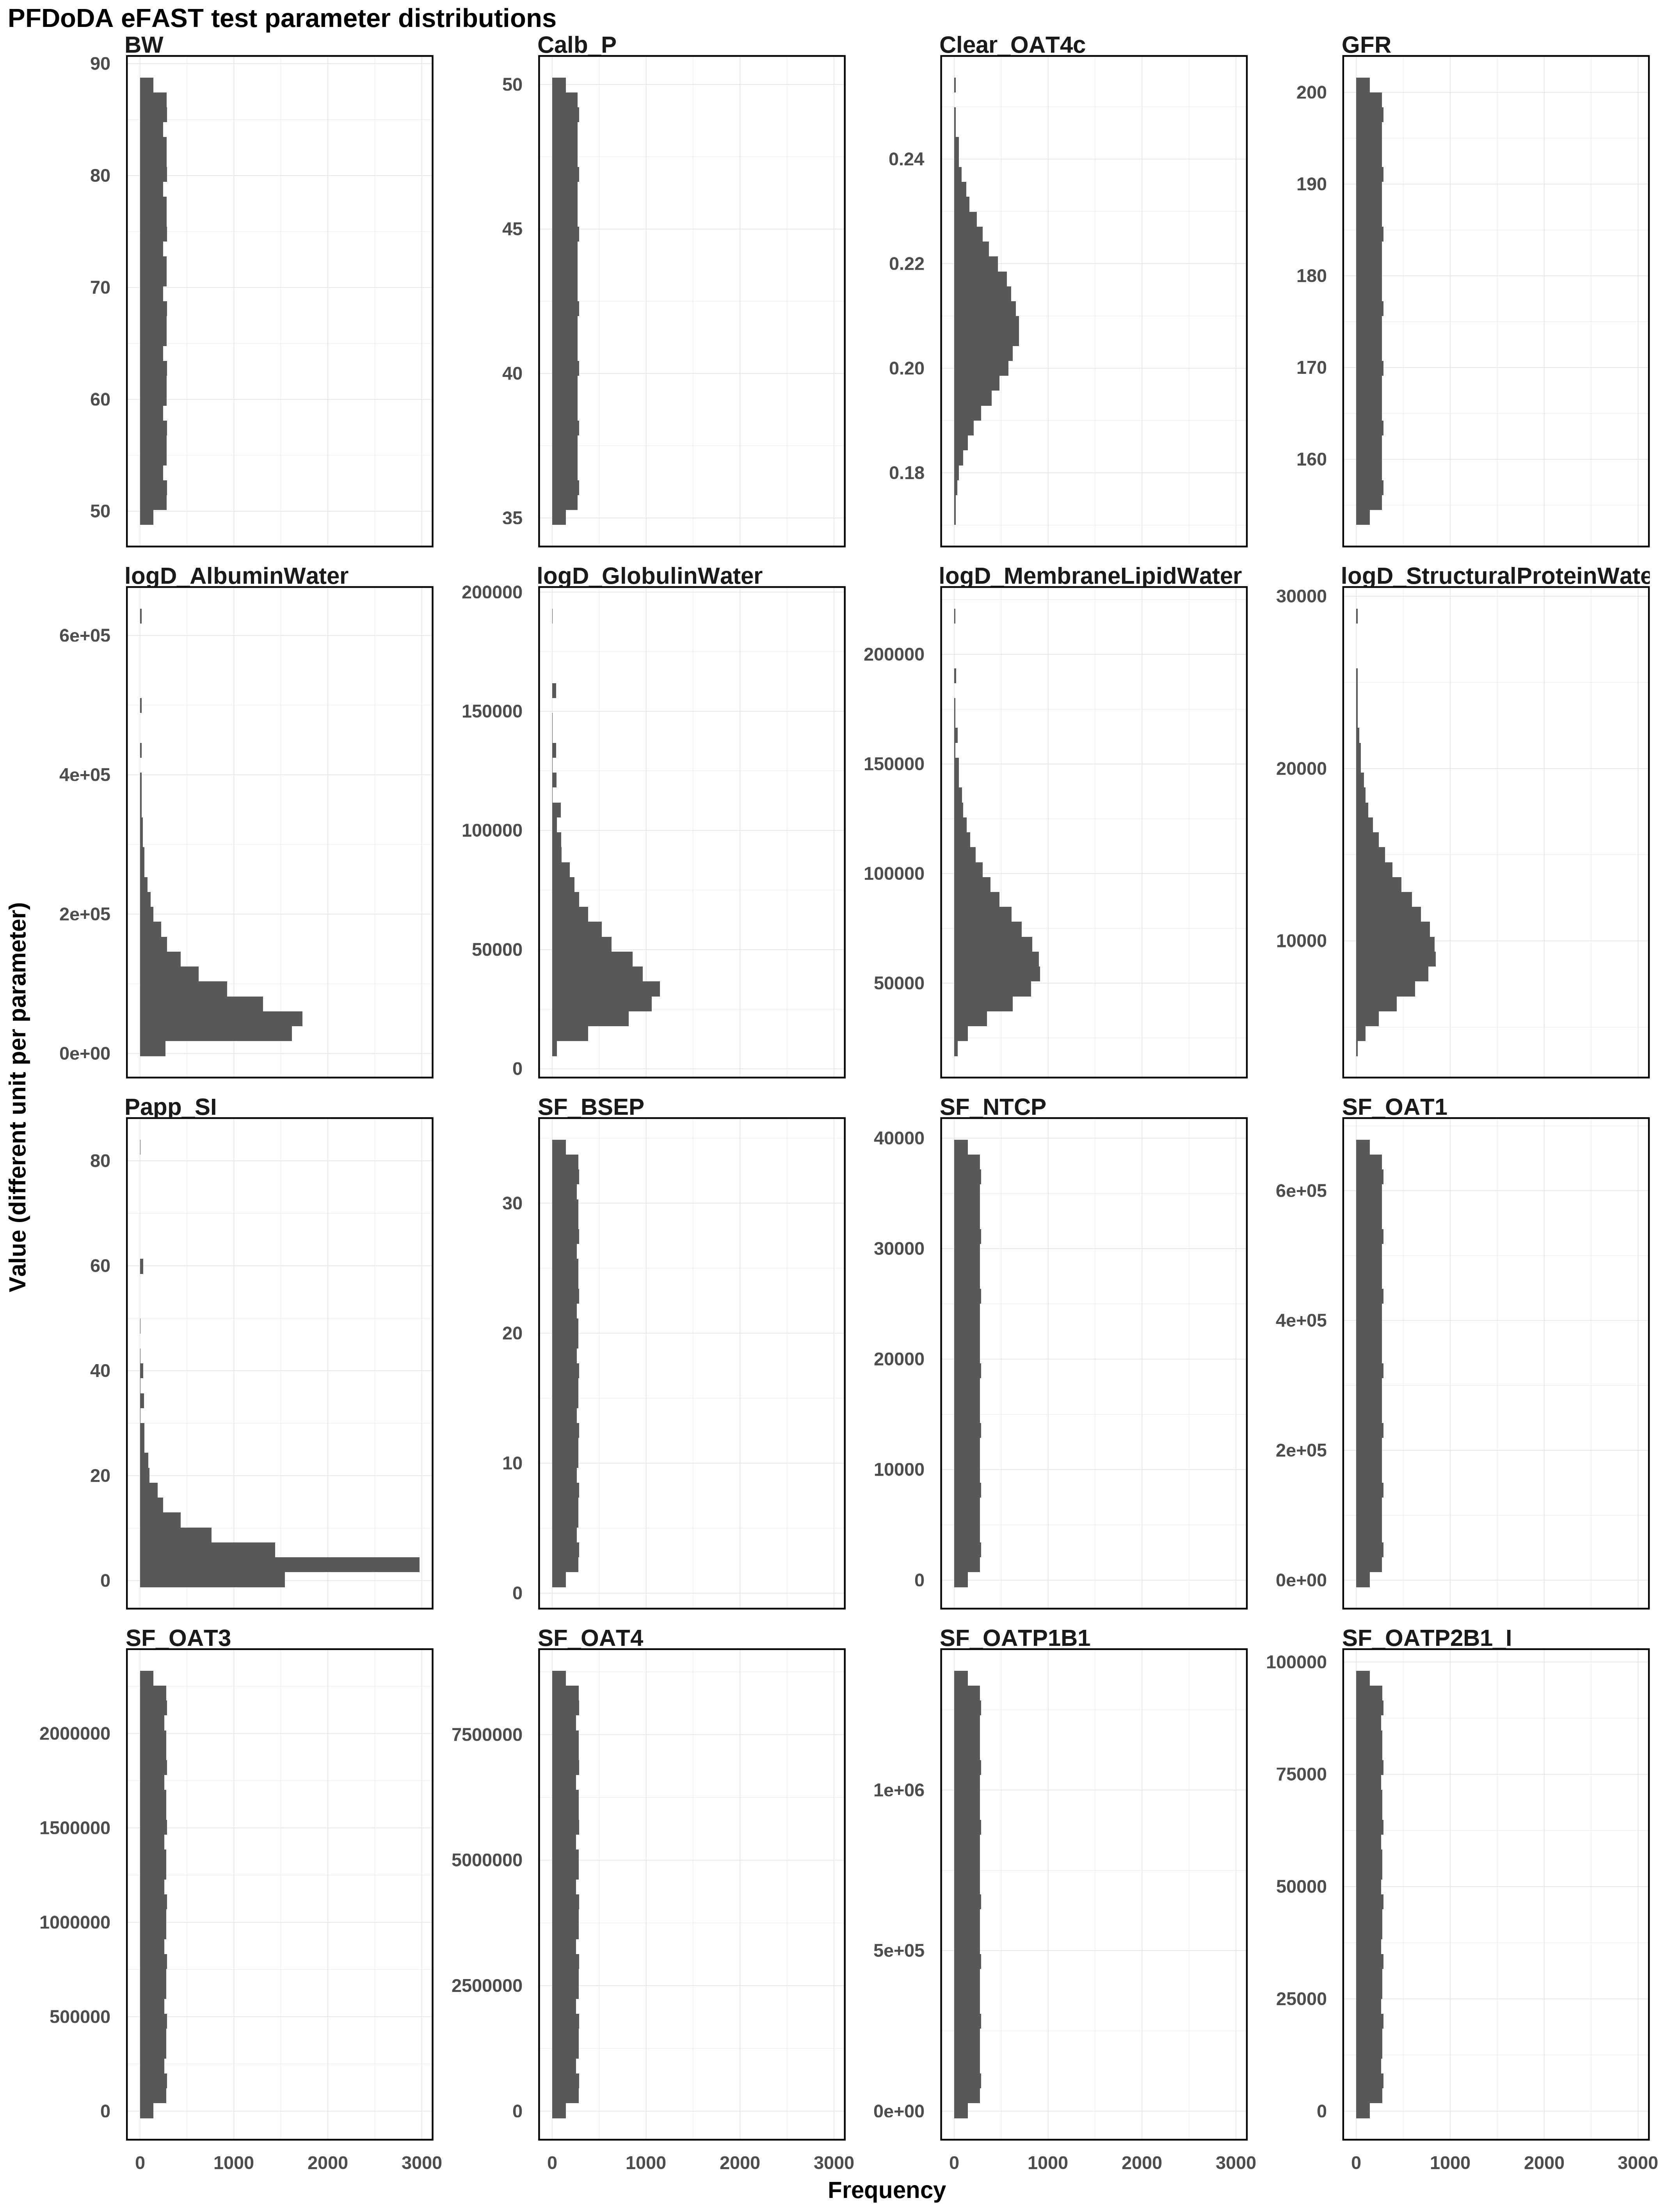 PFDoDA eFAST test parameter distributions
BW
Calb_P
Clear_OAT4c
GFR
90
80
70
60
50
50
45
40
35
0.24
0.22
0.20
0.18
200
190
180
170
160
logD_AlbuminWater
logD_GlobulinWater
logD_MembraneLipidWater
logD_StructuralProteinWate
6e+05
4e+05
2e+05
0e+00
200000
150000
100000
50000
0
200000
150000
100000
50000
30000
20000
10000
Value (different unit per parameter)
Papp_SI
SF_BSEP
SF_NTCP
SF_OAT1
80
60
40
20
0
30
20
10
0
40000
30000
20000
10000
0
6e+05
4e+05
2e+05
0e+00
SF_OAT3
SF_OAT4
SF_OATP1B1
SF_OATP2B1_I
2000000
1500000
1000000
500000
0
7500000
5000000
2500000
0
1e+06
5e+05
0e+00
100000
75000
50000
25000
0
0 1000 2000 3000
0 1000 2000 3000
0 1000 2000 3000
0 1000 2000 3000
Frequency